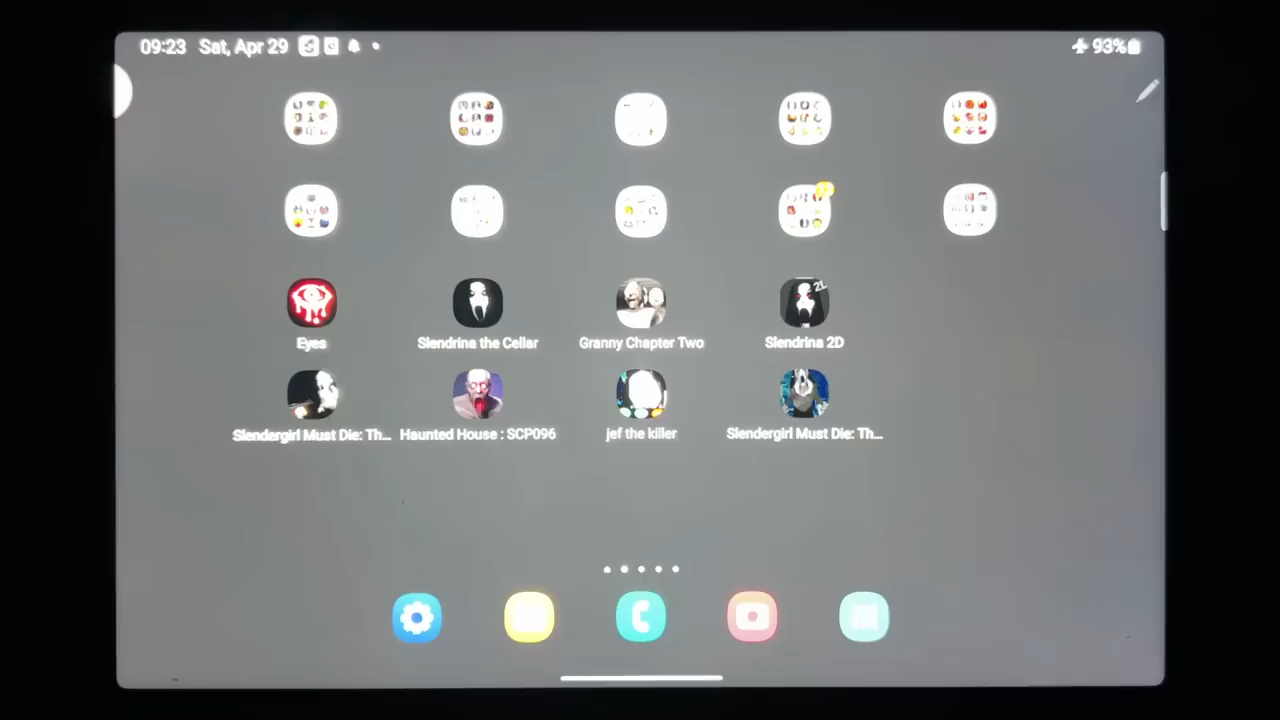 09:23 Sat, Apr 29
93%
Eyes
Slendrina the Cellar
Granny Chapter Two
Slendrina 2D
Slendergirl Must Die: Th...
Haunted House : SCP096
jef the killer
Slendergirl Must Die: Th...